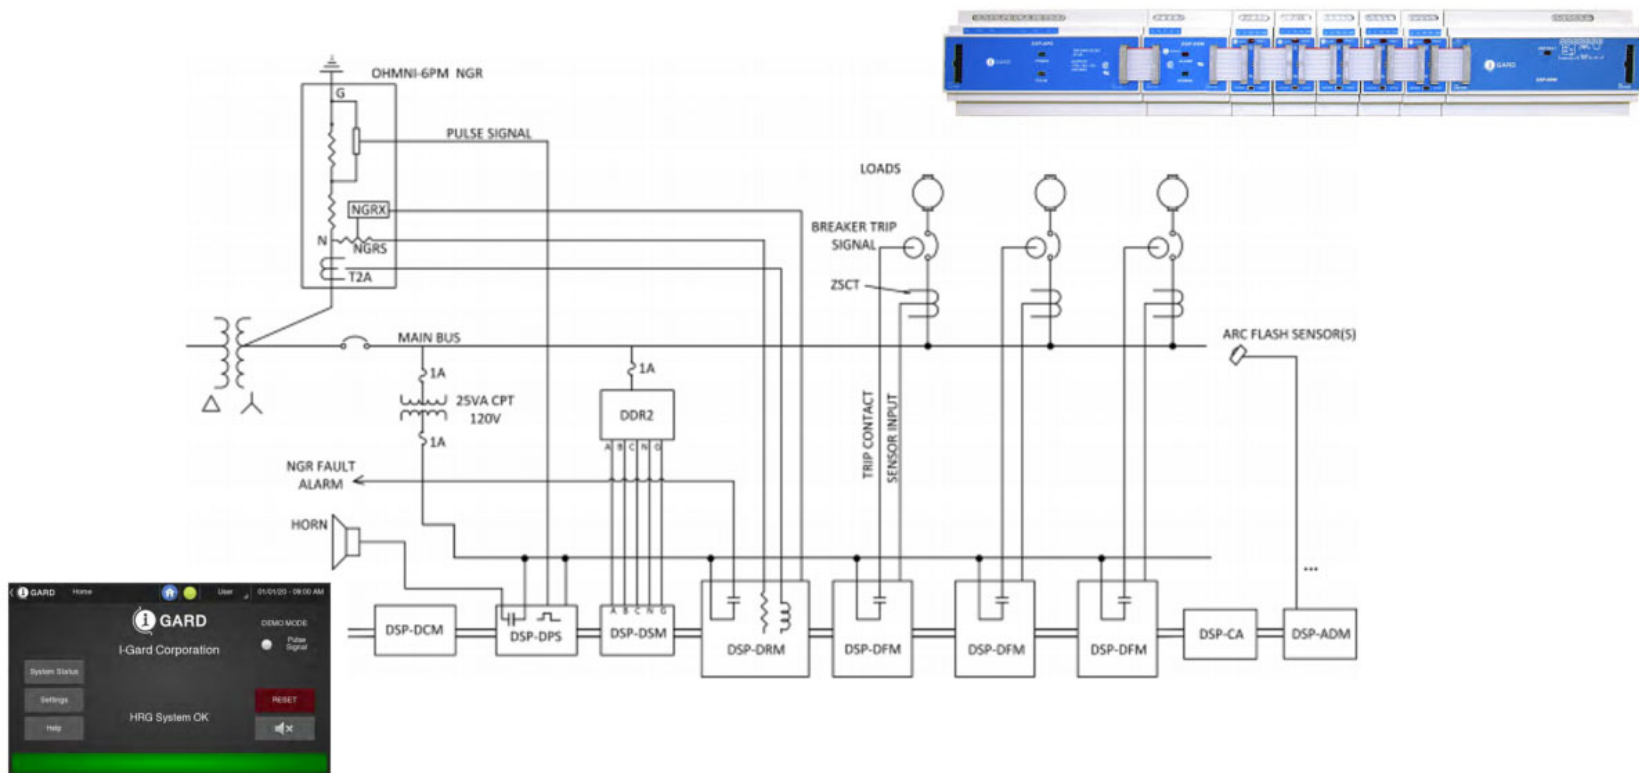 OHMNI-6PM NGR
G
PULSE SIGNAL
NGRX
N
NGRS
T2A
LOADS
BREAKER TRIP
SIGNAL
ZSCT
ARC FLASH SENSOR(S)
MAIN BUS
1A
1A
25VA CPT
120V
1A
DDR2
A B C N G
TRIP CONTACT
SENSOR INPUT
NGR FAULT
ALARM
HORN
...
A B C N G
DSP-DCM
DSP-DPS
DSP-DSM
DSP-DRM
DSP-DFM
DSP-DFM
DSP-DFM
DSP-CA
DSP-ADM
i GARD
Home
User
01/01/20 - 08:00 AM
i GARD
DEMO MODE
Pulse
Signal
I-Gard Corporation
System Status
Settings
RESET
HRG System OK
Help
i GARD
i GARD